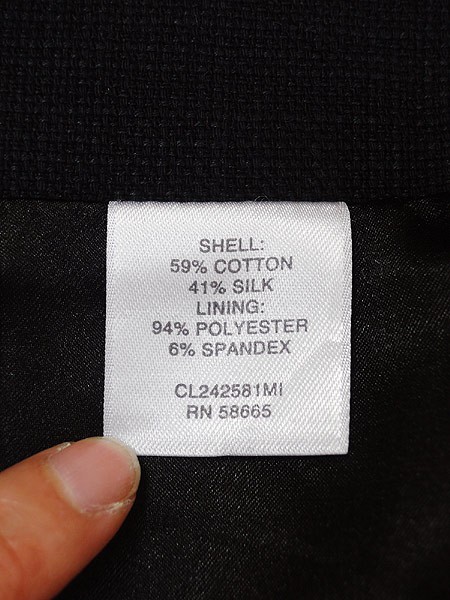 SHELL:
59% COTTON
41% SILK
LINING:
94% POLYESTER
6% SPANDEX
CL242581MI
RN 58665